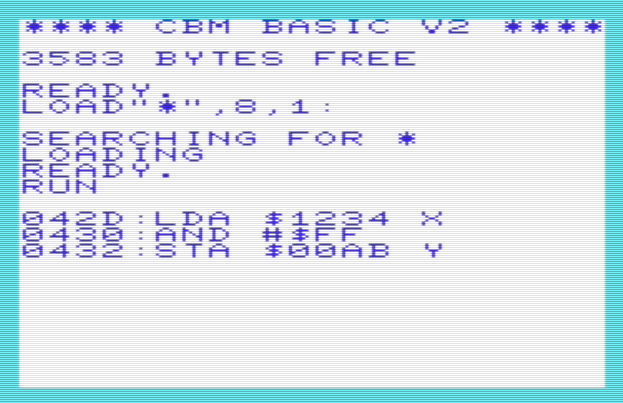 **** CBM BASIC V2 ****
3583 BYTES FREE
READY.
LOAD"*",8,1:
SEARCHING FOR *
LOADING
READY.
RUN
042D:LDA $1234 X
0430:AND #$FF
0432:STA $00AB Y